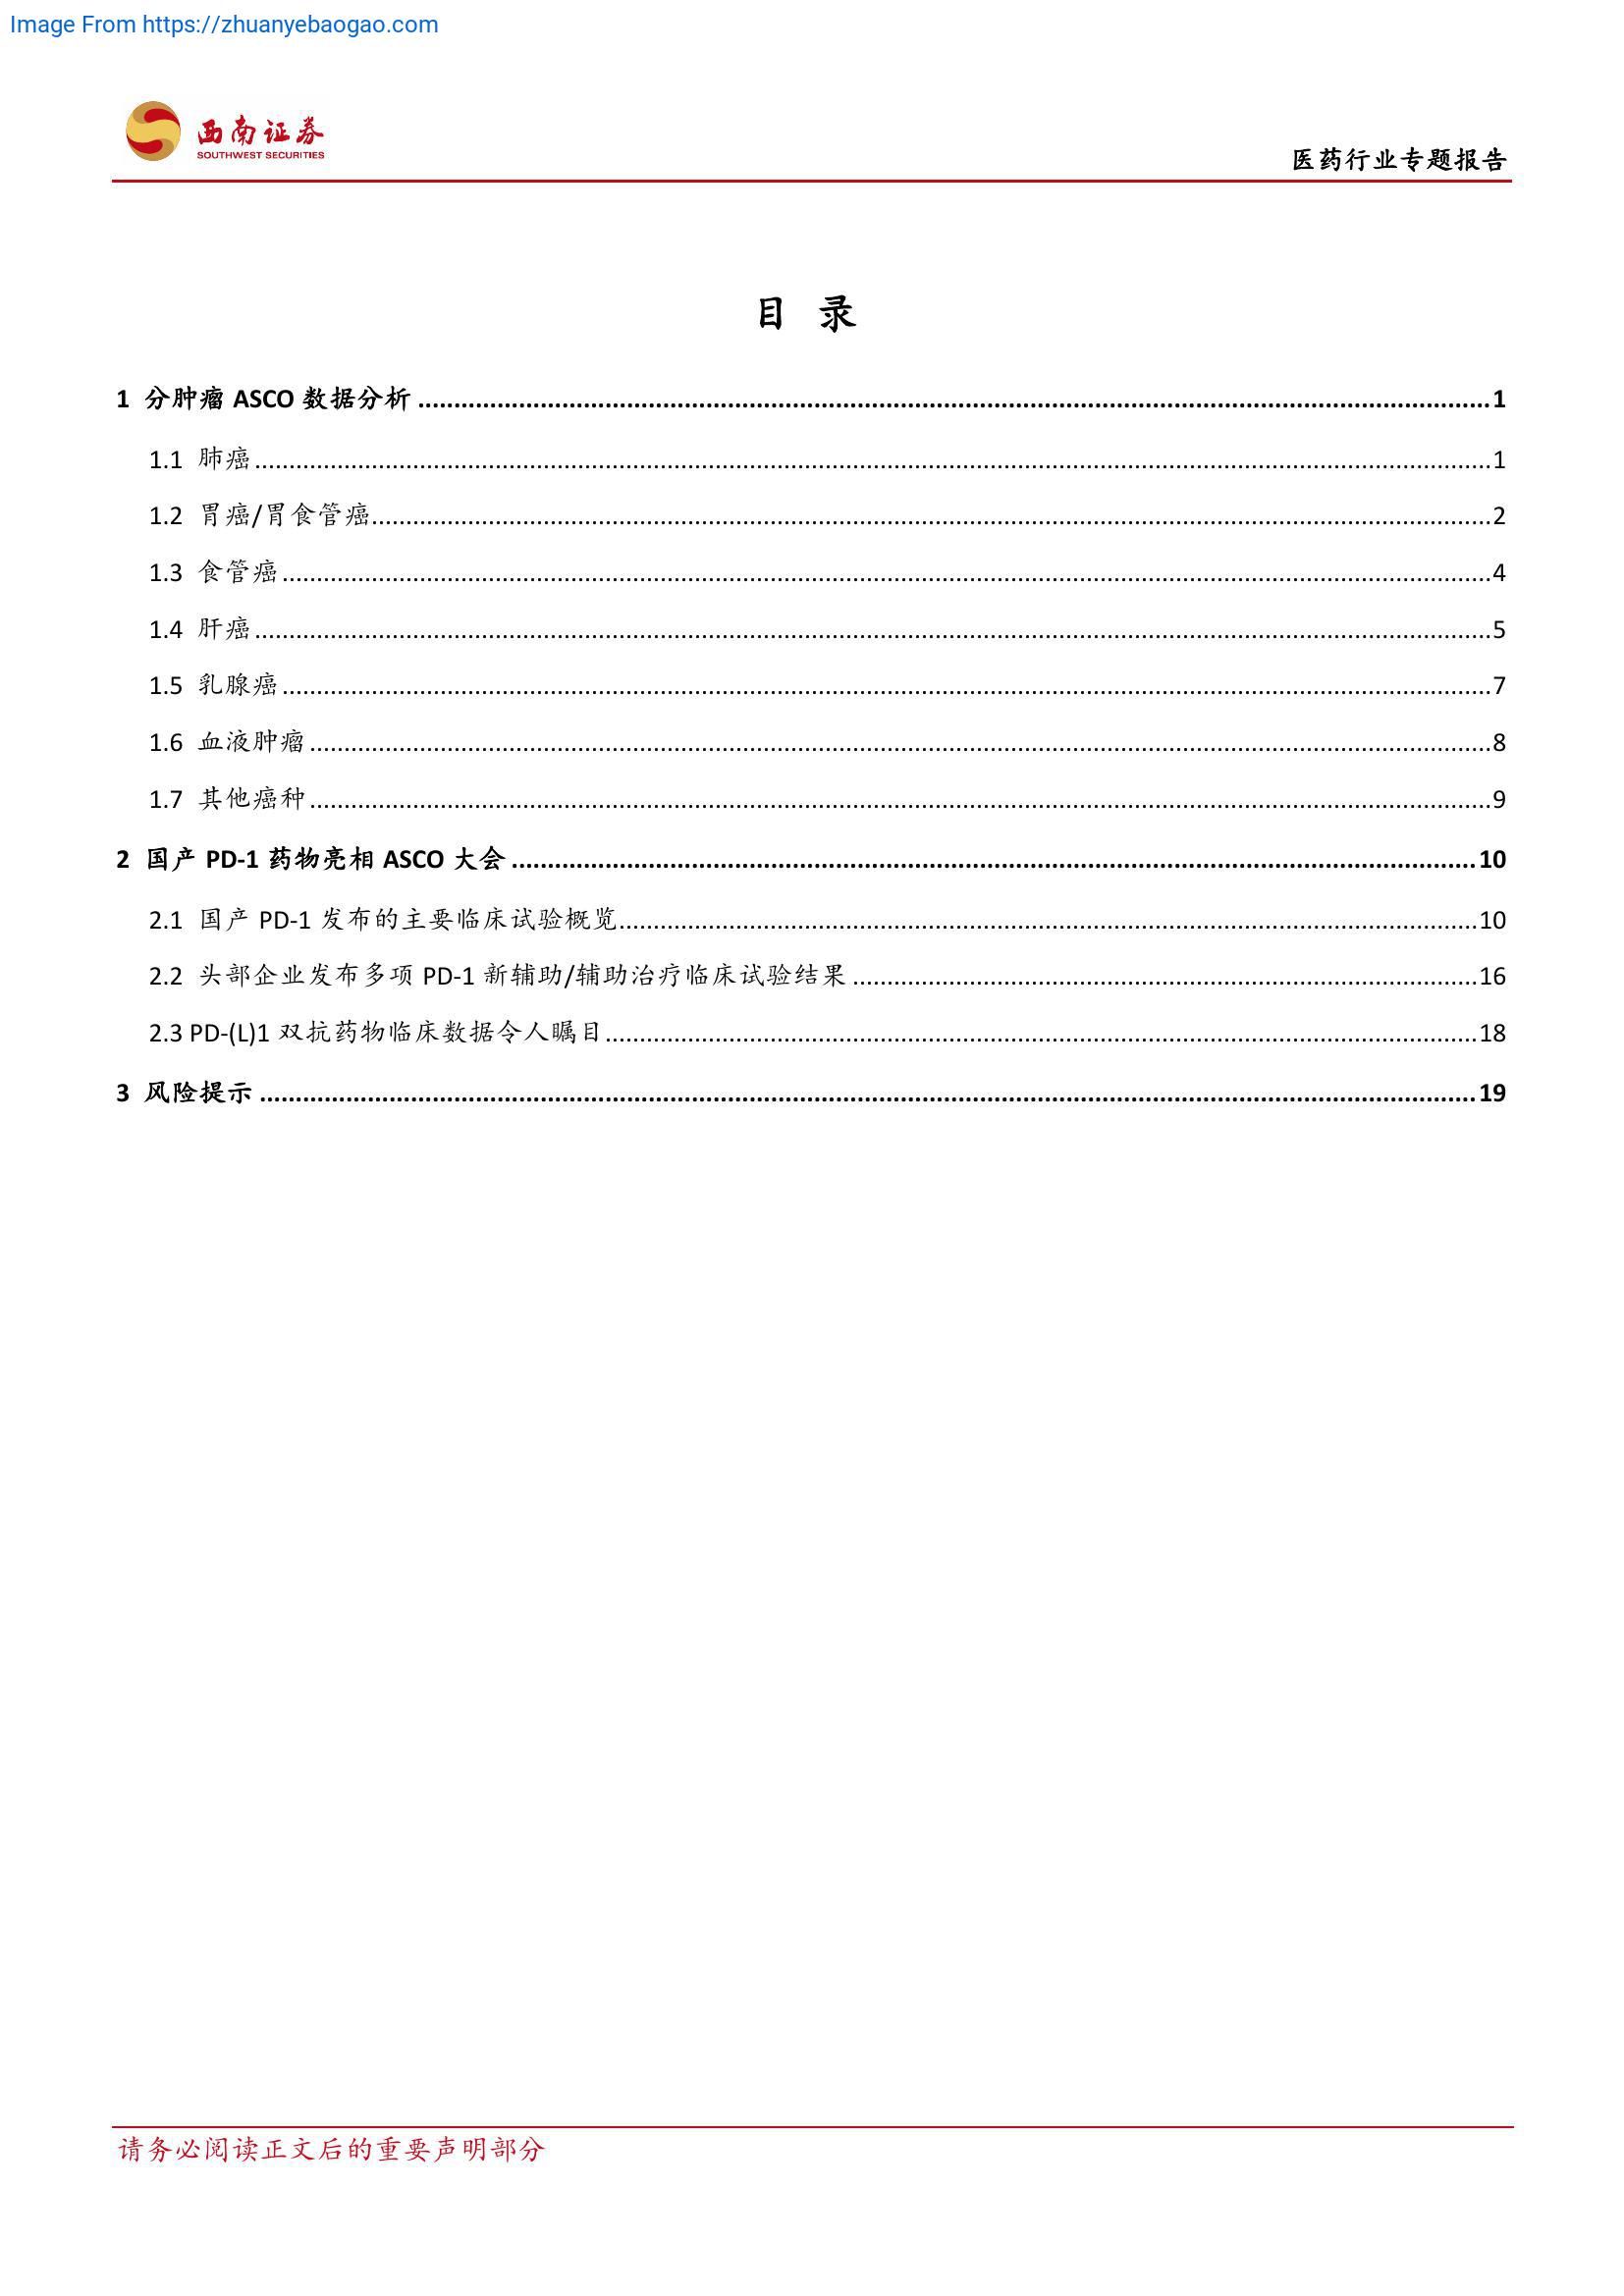 Image From https://zhuanyebaogao.com
西南证券
SOUTHWEST SECURITIES
医药行业专题报告
目 录
1 分肿瘤 ASCO 数据分析 ........ 1
1.1 肺癌 ........ 1
1.2 胃癌/胃食管癌 ........ 2
1.3 食管癌 ........ 4
1.4 肝癌 ........ 5
1.5 乳腺癌 ........ 7
1.6 血液肿瘤 ........ 8
1.7 其他癌种 ........ 9
2 国产 PD-1 药物亮相 ASCO 大会 ........ 10
2.1 国产 PD-1 发布的主要临床试验概览 ........ 10
2.2 头部企业发布多项 PD-1 新辅助/辅助治疗临床试验结果 ........ 16
2.3 PD-(L)1 双抗药物临床数据令人瞩目 ........ 18
3 风险提示 ........ 19
请务必阅读正文后的重要声明部分